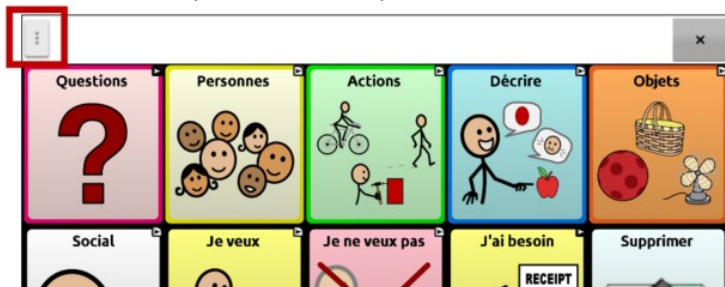 ×
Questions Personnes Actions Décrire Objets
Social Je veux Je ne veux pas J'ai besoin Supprimer
RECEIPT